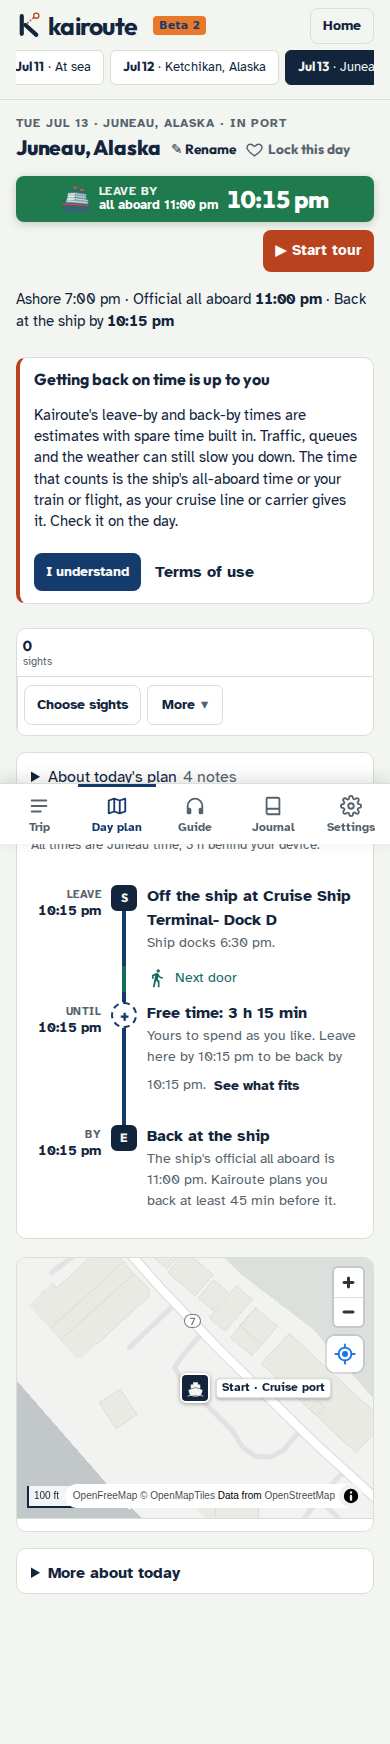 kairoute Beta 2 Home
Jul 11 · At sea Jul 12 · Ketchikan, Alaska Jul 13 · Junea
TUE JUL 13 · JUNEAU, ALASKA · IN PORT
Juneau, Alaska ✎ Rename Lock this day
LEAVE BY
all aboard 11:00 pm 10:15 pm
▶ Start tour
Ashore 7:00 pm · Official all aboard 11:00 pm · Back
at the ship by 10:15 pm
Getting back on time is up to you
Kairoute's leave-by and back-by times are
estimates with spare time built in. Traffic, queues
and the weather can still slow you down. The time
that counts is the ship's all-aboard time or your
train or flight, as your cruise line or carrier gives
it. Check it on the day.
I understand Terms of use
0
sights
Choose sights More ▾
▶ About today's plan 4 notes
Trip Day plan Guide Journal Settings
All times are Juneau time, 3 h behind your device.
LEAVE
10:15 pm
S
Off the ship at Cruise Ship
Terminal- Dock D
Ship docks 6:30 pm.
Next door
UNTIL
10:15 pm
+
Free time: 3 h 15 min
Yours to spend as you like. Leave
here by 10:15 pm to be back by
10:15 pm. See what fits
BY
10:15 pm
E
Back at the ship
The ship's official all aboard is
11:00 pm. Kairoute plans you
back at least 45 min before it.
+
−
7
Start · Cruise port
100 ft OpenFreeMap © OpenMapTiles Data from OpenStreetMap
▶ More about today